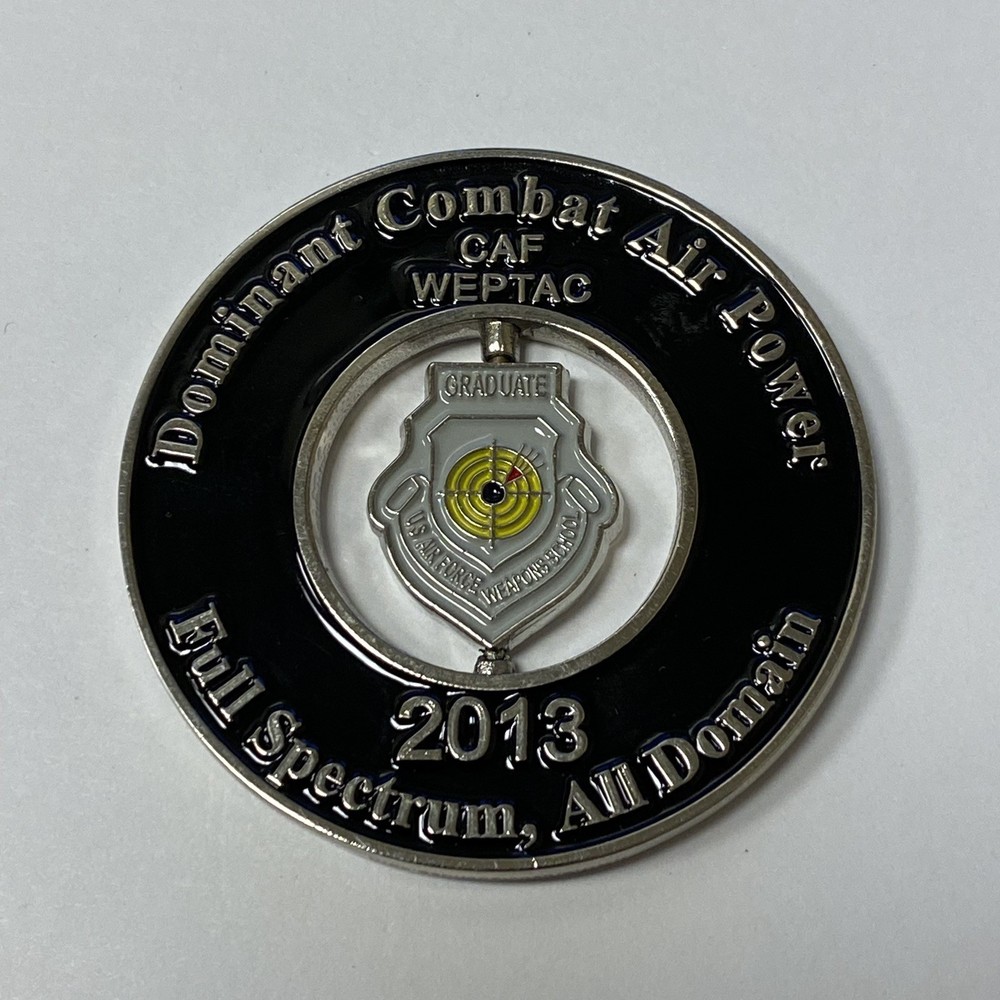 Dominant Combat Air Power
CAF
WEPTAC
GRADUATE
U.S. AIR FORCE WEAPONS SCHOOL
2013
Full Spectrum, All Domain